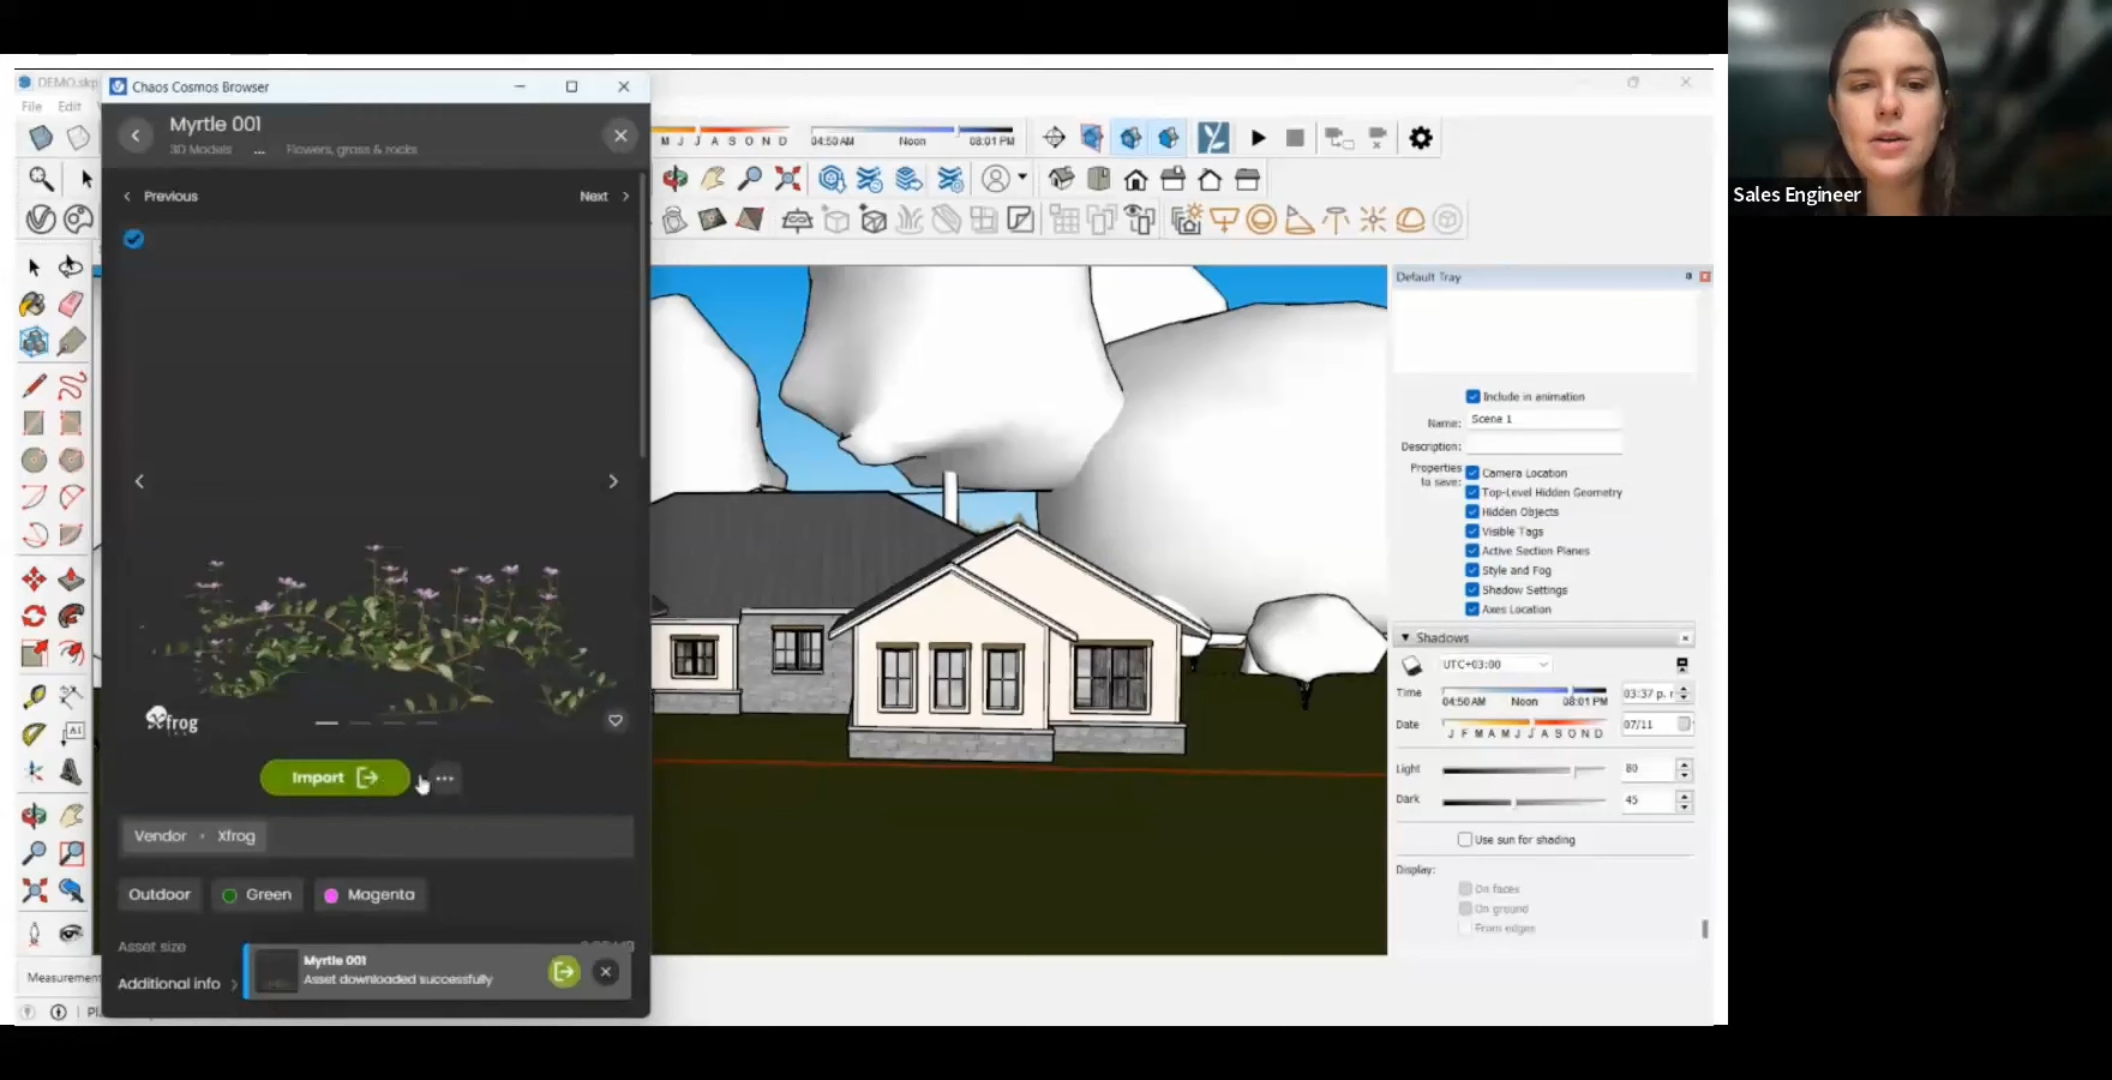 DEMO.skp
Chaos Cosmos Browser
File Edit
Myrtle 001
3D Models ... Flowers, grass & rocks
M J J A S O N D
04:50 AM Noon 08:01 PM
Previous
Next
xfrog
Import
Vendor • Xfrog
Outdoor
Green
Magenta
Asset size
Myrtle 001
Asset downloaded successfully
Additional info
Measurement
Default Tray
Include in animation
Name: Scene 1
Description:
Properties to save:
Camera Location
Top-Level Hidden Geometry
Hidden Objects
Visible Tags
Active Section Planes
Style and Fog
Shadow Settings
Axes Location
Shadows
UTC+03:00
Time
03:37 p. r
04:50 AM Noon 08:01 PM
Date
07/11
J F M A M J J A S O N D
Light 80
Dark 45
Use sun for shading
Display:
On faces
On ground
From edges
Sales Engineer